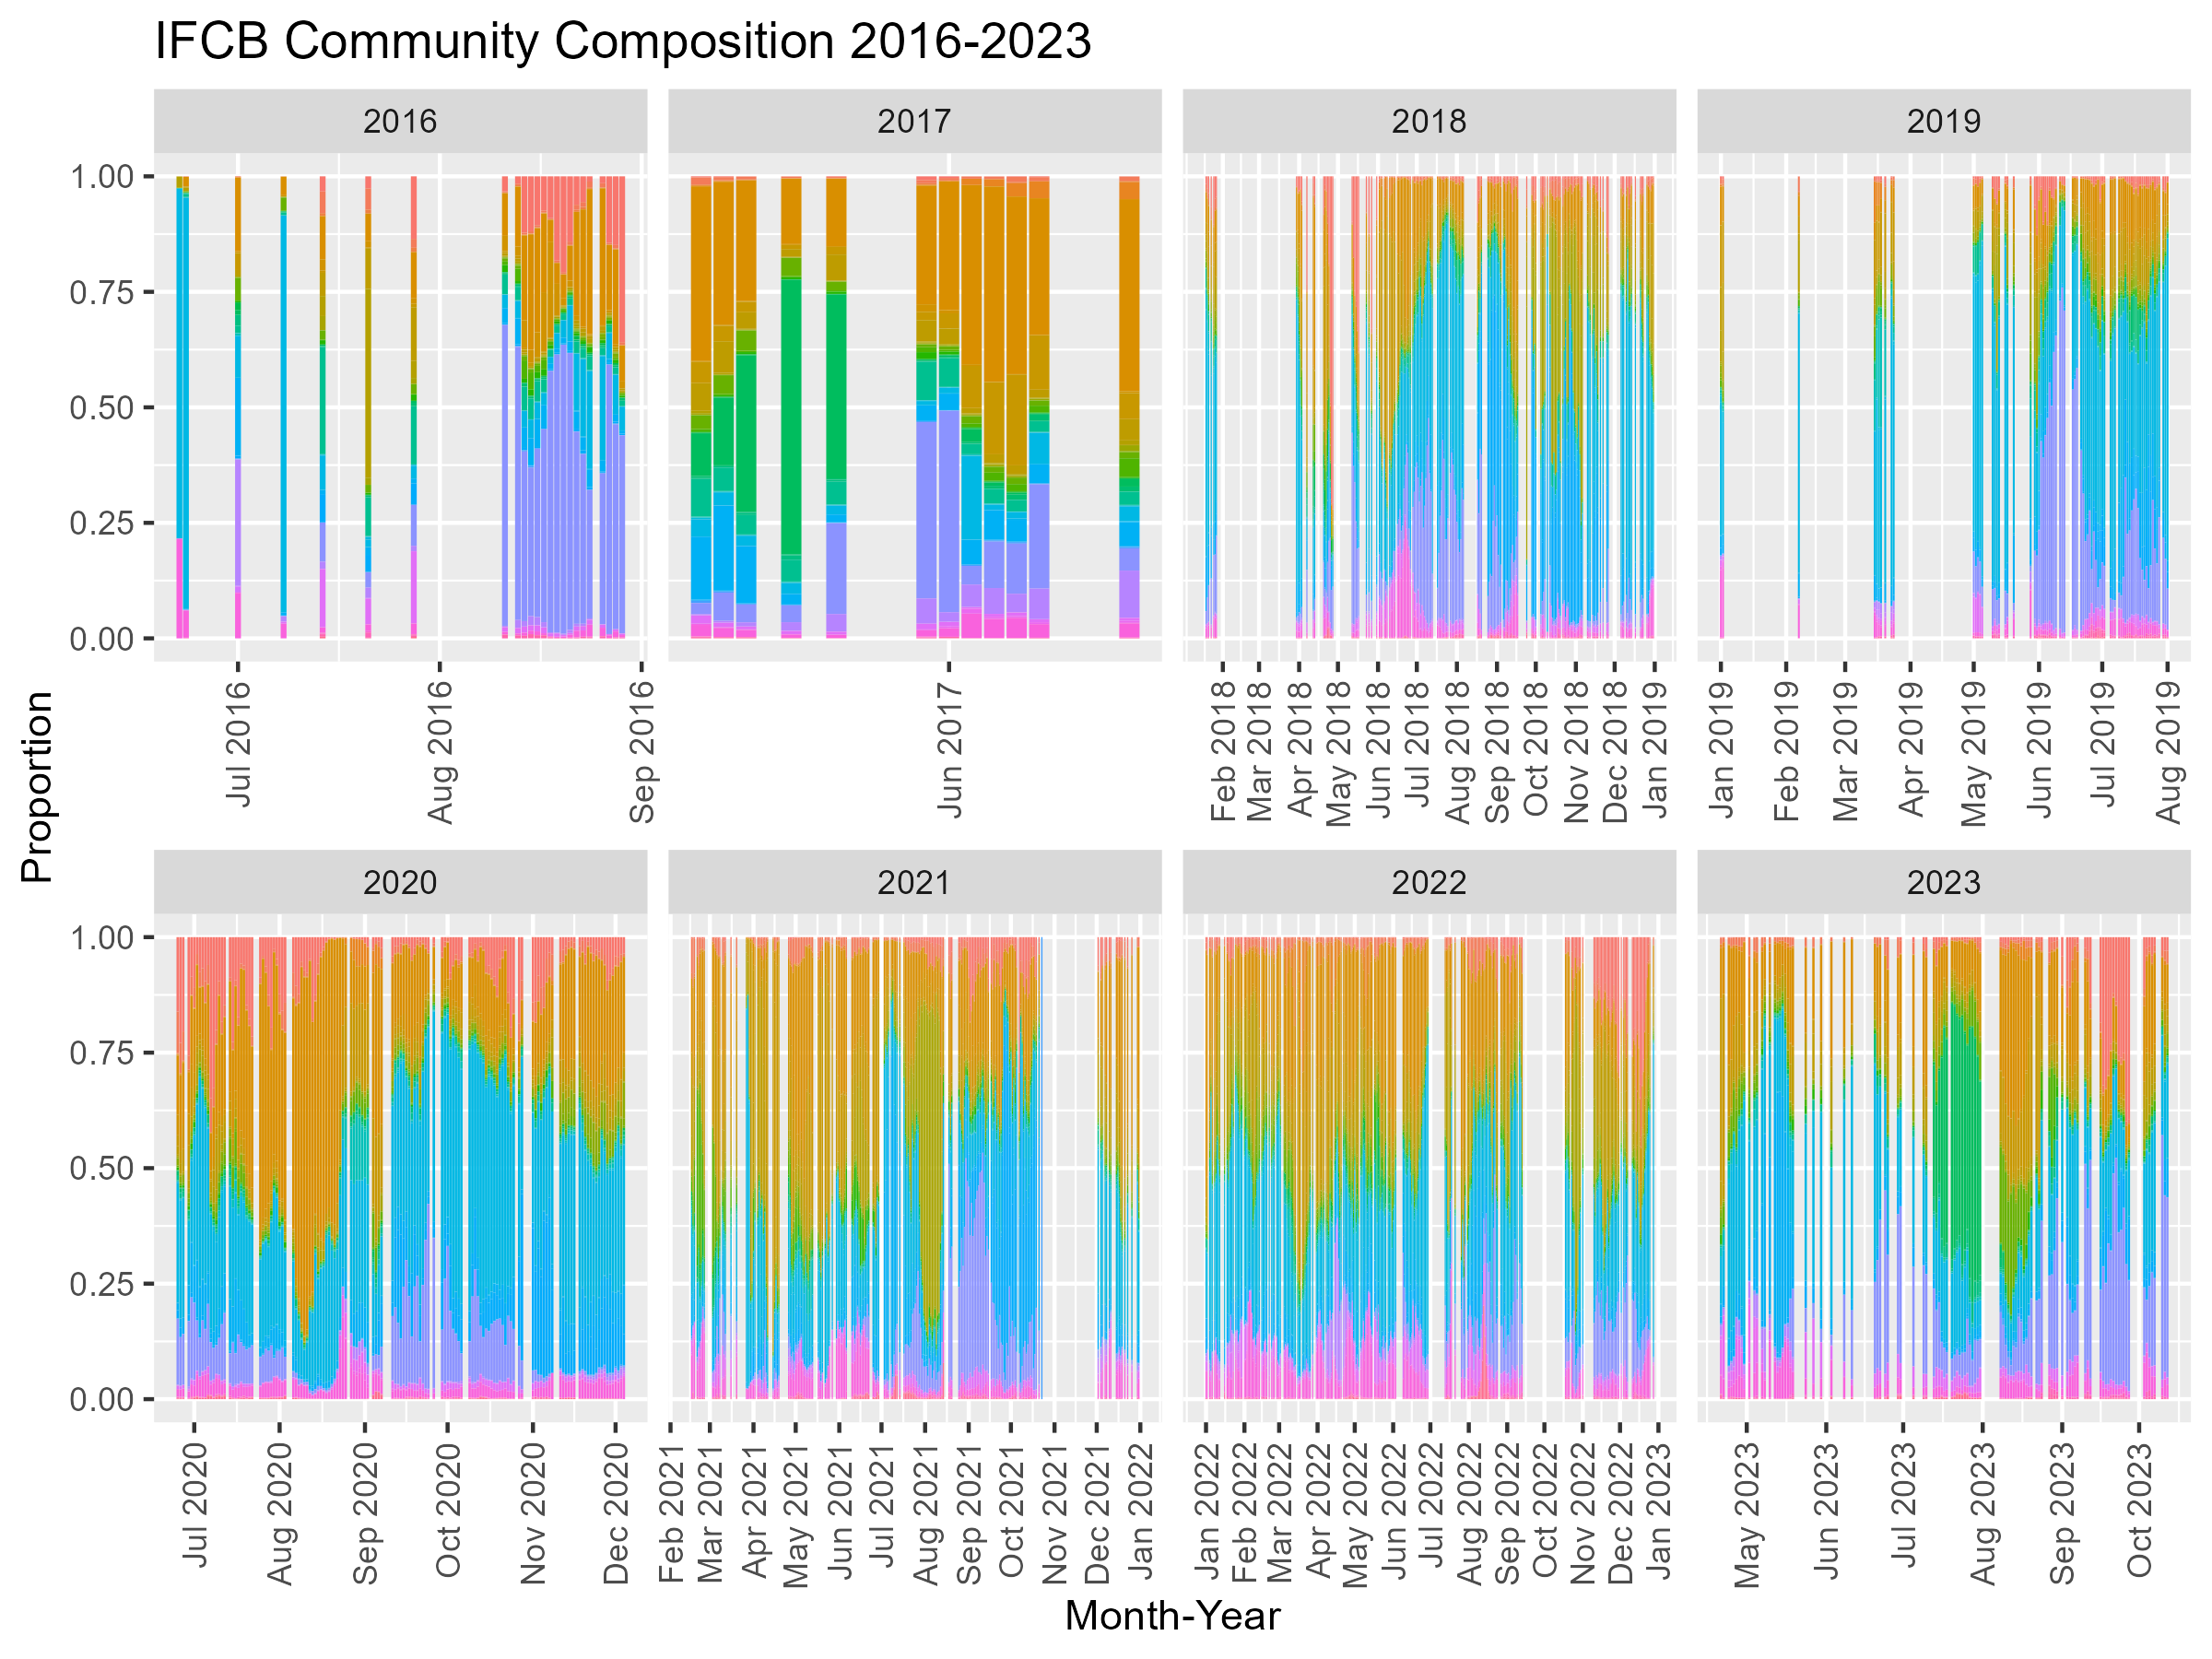 IFCB Community Composition 2016-2023
2016
2017
2018
2019
1.00
0.75
0.50
0.25
0.00
Jul 2016
Aug 2016
Sep 2016
Jun 2017
Feb 2018
Mar 2018
Apr 2018
May 2018
Jun 2018
Jul 2018
Aug 2018
Sep 2018
Oct 2018
Nov 2018
Dec 2018
Jan 2019
Jan 2019
Feb 2019
Mar 2019
Apr 2019
May 2019
Jun 2019
Jul 2019
Aug 2019
Proportion
2020
2021
2022
2023
1.00
0.75
0.50
0.25
0.00
Jul 2020
Aug 2020
Sep 2020
Oct 2020
Nov 2020
Dec 2020
Feb 2021
Mar 2021
Apr 2021
May 2021
Jun 2021
Jul 2021
Aug 2021
Sep 2021
Oct 2021
Nov 2021
Dec 2021
Jan 2022
Jan 2022
Feb 2022
Mar 2022
Apr 2022
May 2022
Jun 2022
Jul 2022
Aug 2022
Sep 2022
Oct 2022
Nov 2022
Dec 2022
Jan 2023
May 2023
Jun 2023
Jul 2023
Aug 2023
Sep 2023
Oct 2023
Month-Year